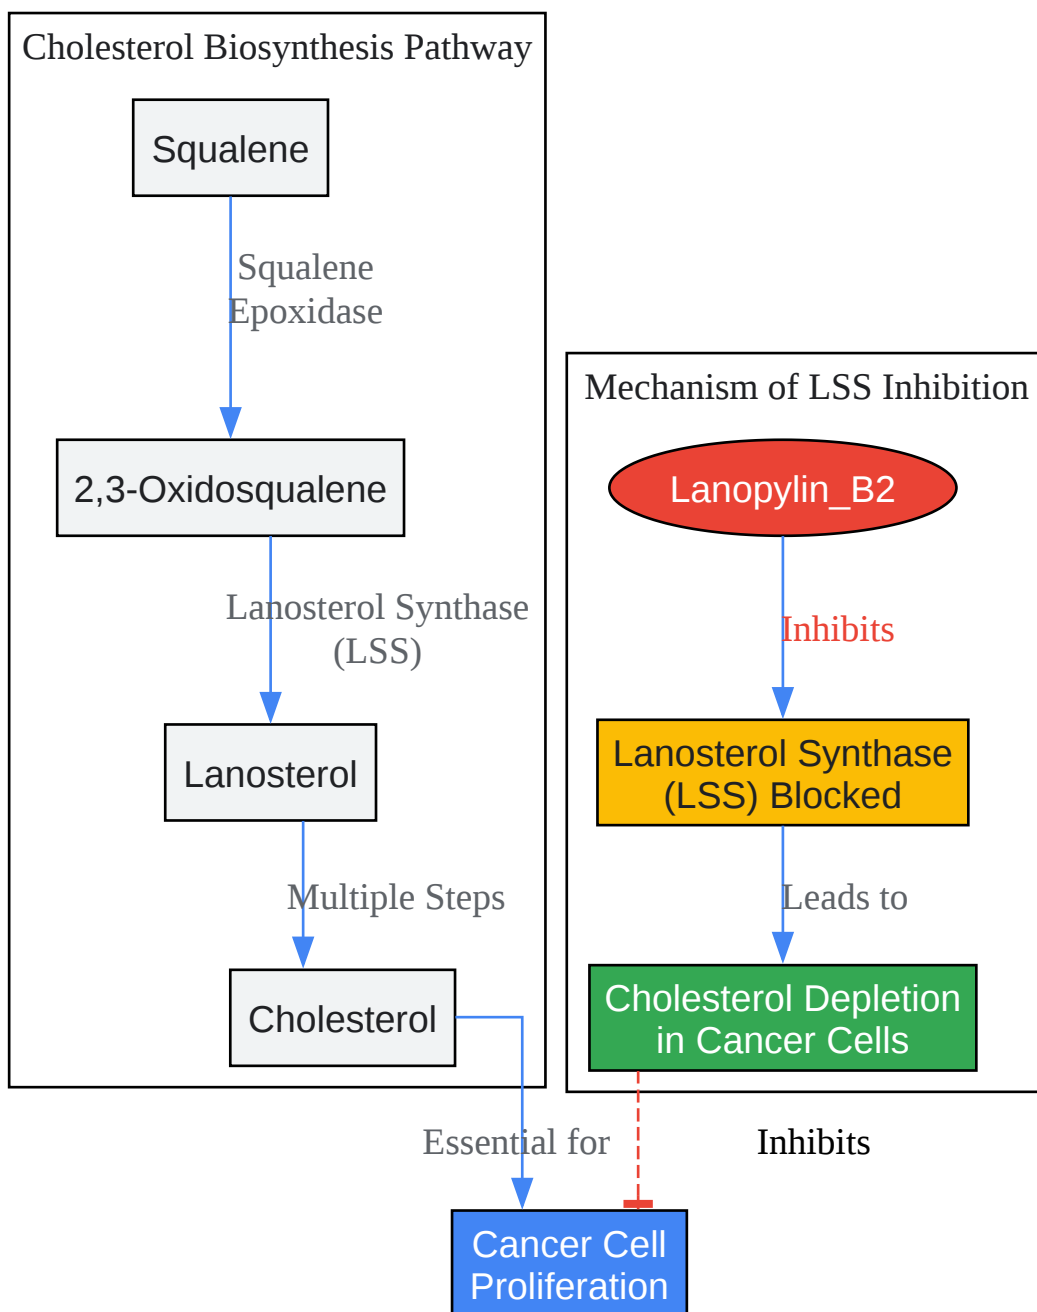 Cholesterol Biosynthesis Pathway
Squalene
Squalene
Epoxidase
2,3-Oxidosqualene
Lanosterol Synthase
(LSS)
Lanosterol
Multiple Steps
Cholesterol
Mechanism of LSS Inhibition
Lanopylin_B2
Inhibits
Lanosterol Synthase
(LSS) Blocked
Leads to
Cholesterol Depletion
in Cancer Cells
Essential for
Inhibits
Cancer Cell
Proliferation